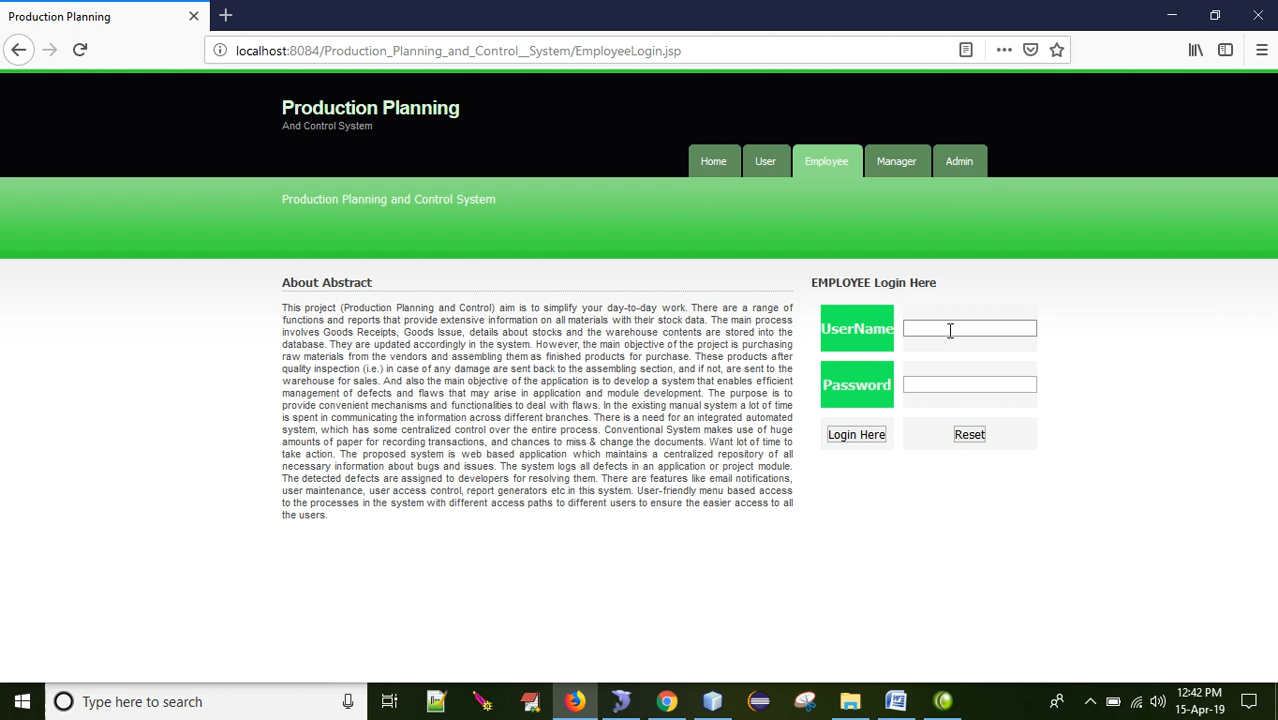 Production Planning
localhost:8084/Production_Planning_and_Control__System/EmployeeLogin.jsp
Production Planning
And Control System
Home
User
Employee
Manager
Admin
Production Planning and Control System
About Abstract
This project (Production Planning and Control) aim is to simplify your day-to-day work. There are a range of
functions and reports that provide extensive information on all materials with their stock data. The main process
involves Goods Receipts, Goods Issue, details about stocks and the warehouse contents are stored into the
database. They are updated accordingly in the system. However, the main objective of the project is purchasing
raw materials from the vendors and assembling them as finished products for purchase. These products after
quality inspection (i.e.) in case of any damage are sent back to the assembling section, and if not, are sent to the
warehouse for sales. And also the main objective of the application is to develop a system that enables efficient
management of defects and flaws that may arise in application and module development. The purpose is to
provide convenient mechanisms and functionalities to deal with flaws. In the existing manual system a lot of time
is spent in communicating the information across different branches. There is a need for an integrated automated
system, which has some centralized control over the entire process. Conventional System makes use of huge
amounts of paper for recording transactions, and chances to miss & change the documents. Want lot of time to
take action. The proposed system is web based application which maintains a centralized repository of all
necessary information about bugs and issues. The system logs all defects in an application or project module.
The detected defects are assigned to developers for resolving them. There are features like email notifications,
user maintenance, user access control, report generators etc in this system. User-friendly menu based access
to the processes in the system with different access paths to different users to ensure the easier access to all
the users.
EMPLOYEE Login Here
UserName
Password
Login Here
Reset
Type here to search
12:42 PM
15-Apr-19